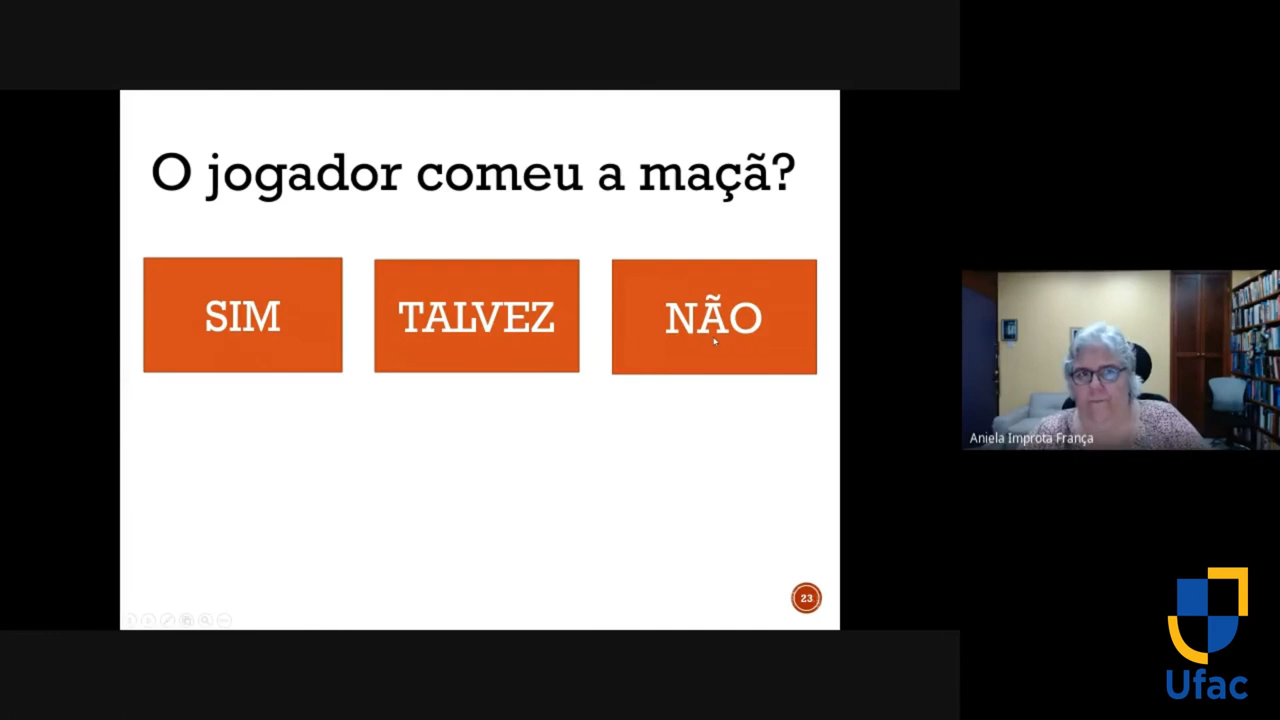 O jogador comeu a maçã?
SIM
TALVEZ
NÃO
23
Aniela Improta França
Ufac